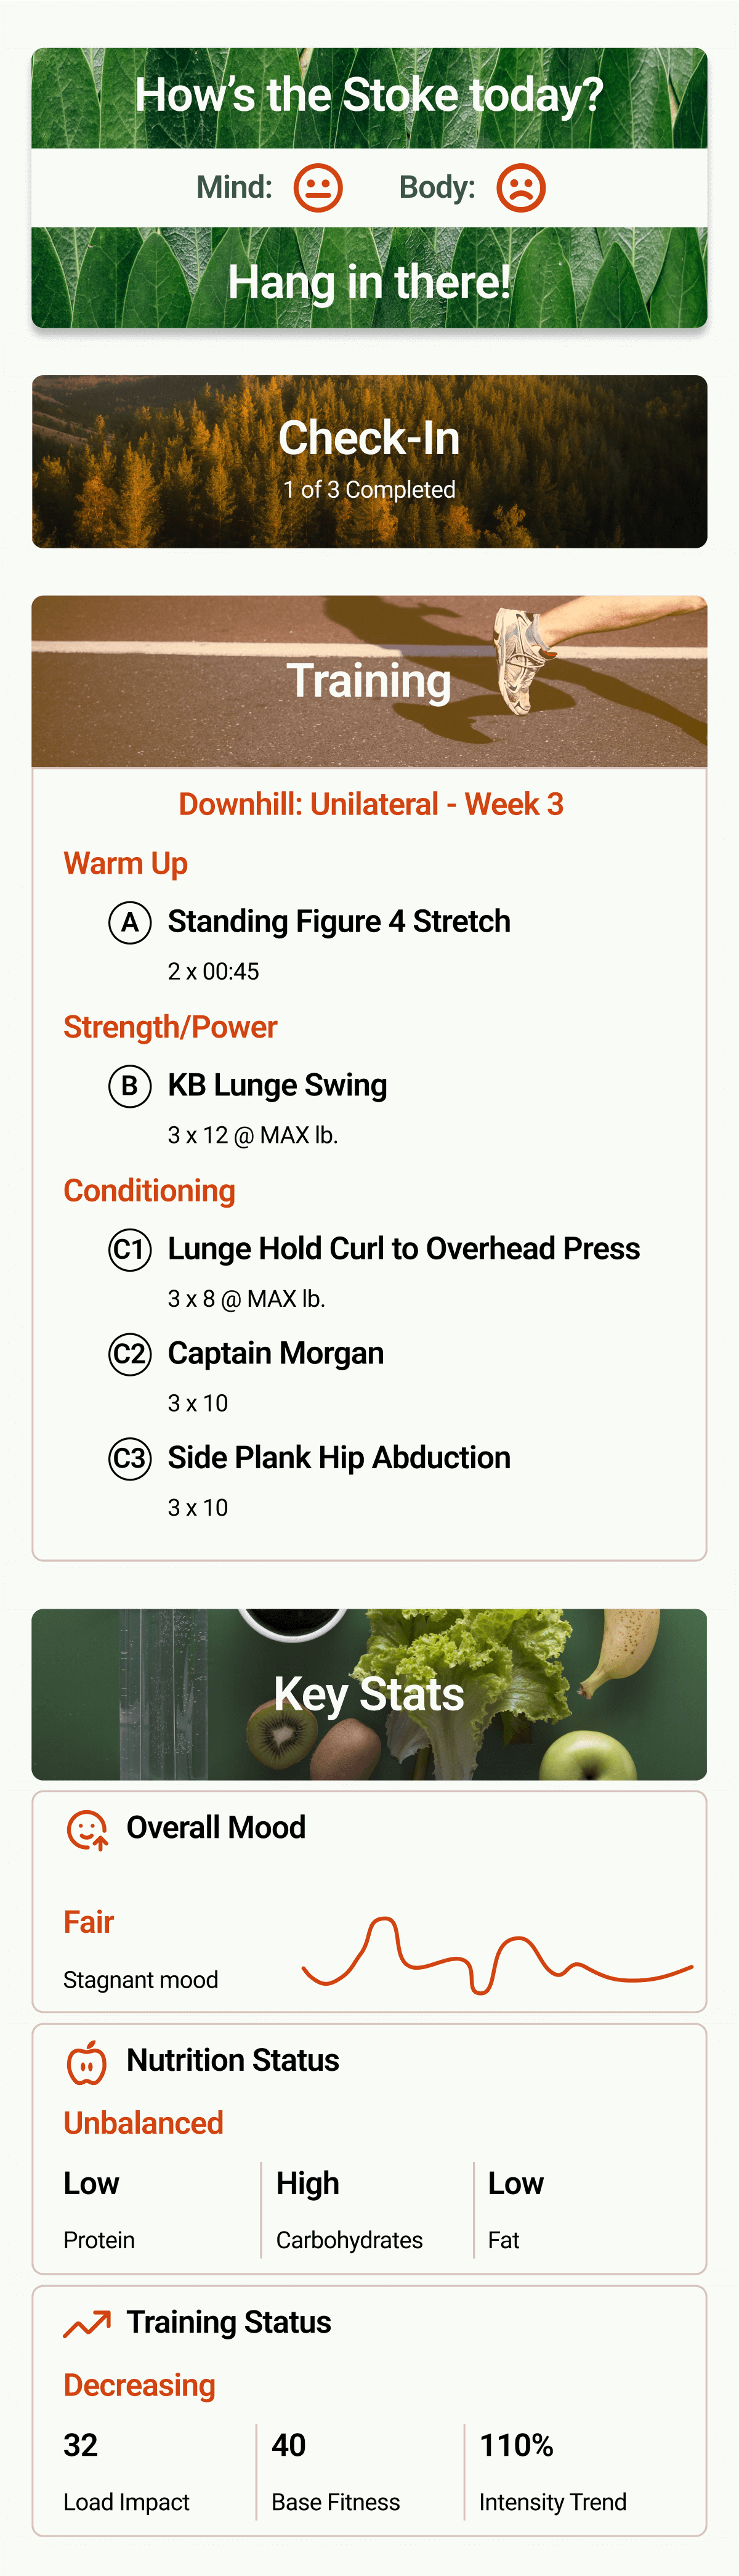 How’s the Stoke today?
Mind: Body:
Hang in there!
Check-In
1 of 3 Completed
Training
Downhill: Unilateral - Week 3
Warm Up
A Standing Figure 4 Stretch
2 x 00:45
Strength/Power
B KB Lunge Swing
3 x 12 @ MAX lb.
Conditioning
C1 Lunge Hold Curl to Overhead Press
3 x 8 @ MAX lb.
C2 Captain Morgan
3 x 10
C3 Side Plank Hip Abduction
3 x 10
Key Stats
Overall Mood
Fair
Stagnant mood
Nutrition Status
Unbalanced
Low High Low
Protein Carbohydrates Fat
Training Status
Decreasing
32 40 110%
Load Impact Base Fitness Intensity Trend